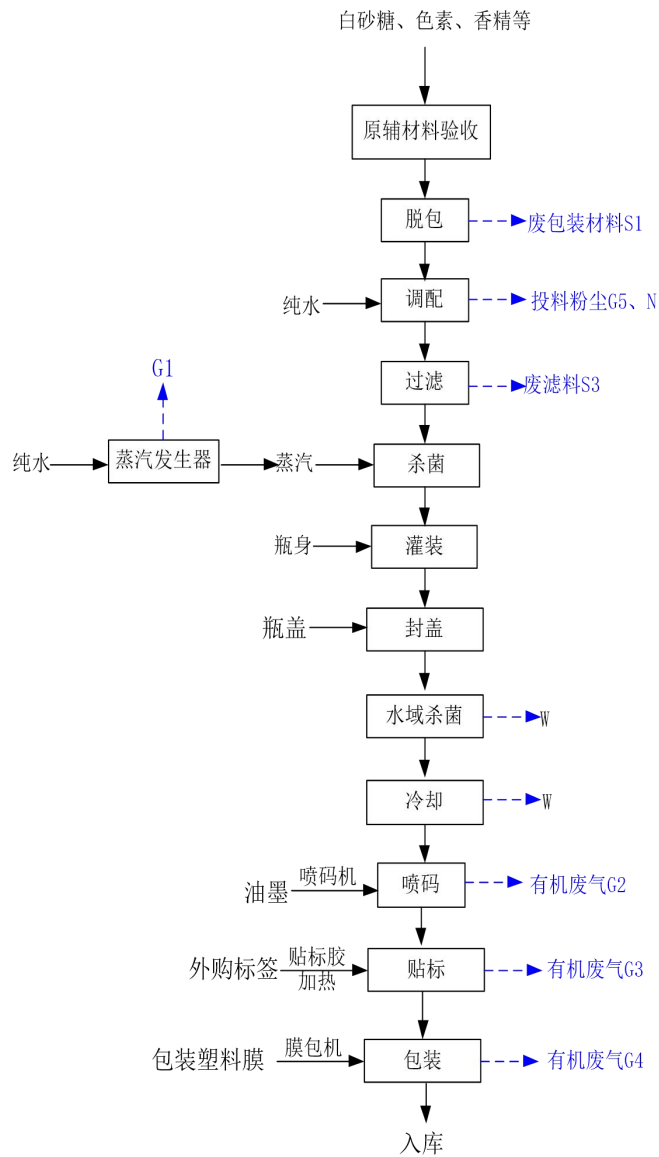 白砂糖、色素、香精等
原辅材料验收
脱包
废包装材料S1
纯水
调配
投料粉尘G5、N
G1
过滤
废滤料S3
纯水
蒸汽发生器
蒸汽
杀菌
瓶身
灌装
瓶盖
封盖
水域杀菌
W
冷却
W
油墨
喷码机
喷码
有机废气G2
外购标签
贴标胶
加热
贴标
有机废气G3
包装塑料膜
膜包机
包装
有机废气G4
入库